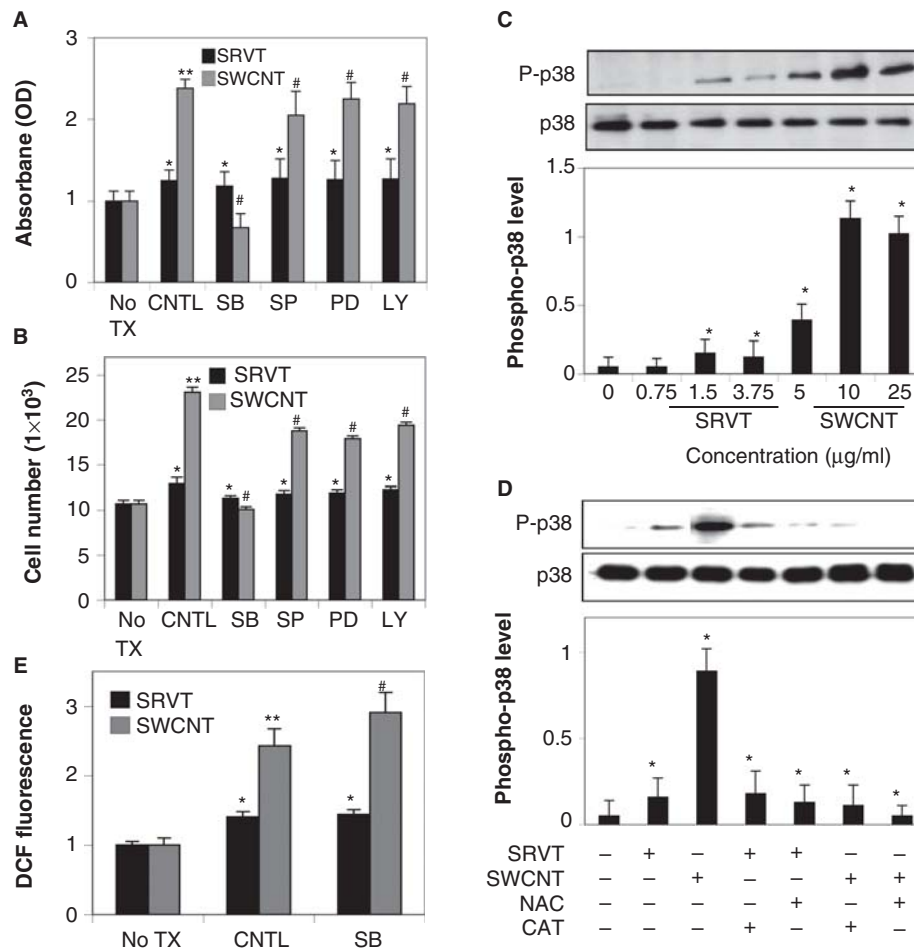 A
Absorbane (OD)
3
2
1
0
SRVT
SWCNT
**
#
#
#
*
*
#
*
*
*
No TX
CNTL
SB
SP
PD
LY
B
Cell number (1×10³)
25
20
15
10
5
0
SRVT
SWCNT
**
#
#
#
*
*
#
*
*
*
No TX
CNTL
SB
SP
PD
LY
E
DCF fluorescence
3
2
1
0
SRVT
SWCNT
**
#
*
*
No TX
CNTL
SB
C
P-p38
p38
Phospho-p38 level
1.5
1
0.5
0
*
*
*
*
*
0 0.75 1.5 3.75 5 10 25
SRVT SWCNT
Concentration (μg/ml)
D
P-p38
p38
Phospho-p38 level
1
0.5
0
*
*
*
*
*
*
SRVT – + – + + – –
SWCNT – – + – – + +
NAC – – – – + – +
CAT – – – + – + –